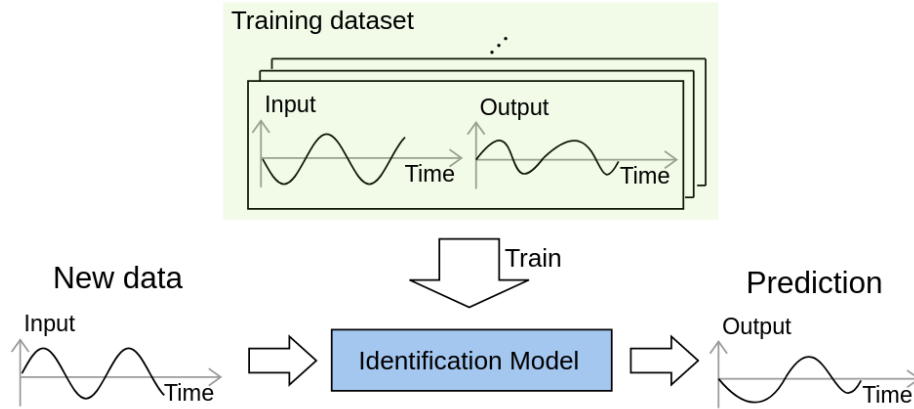 Training dataset
Input
Output
Time
Time
Train
New data
Prediction
Input
Output
Identification Model
Time
Time